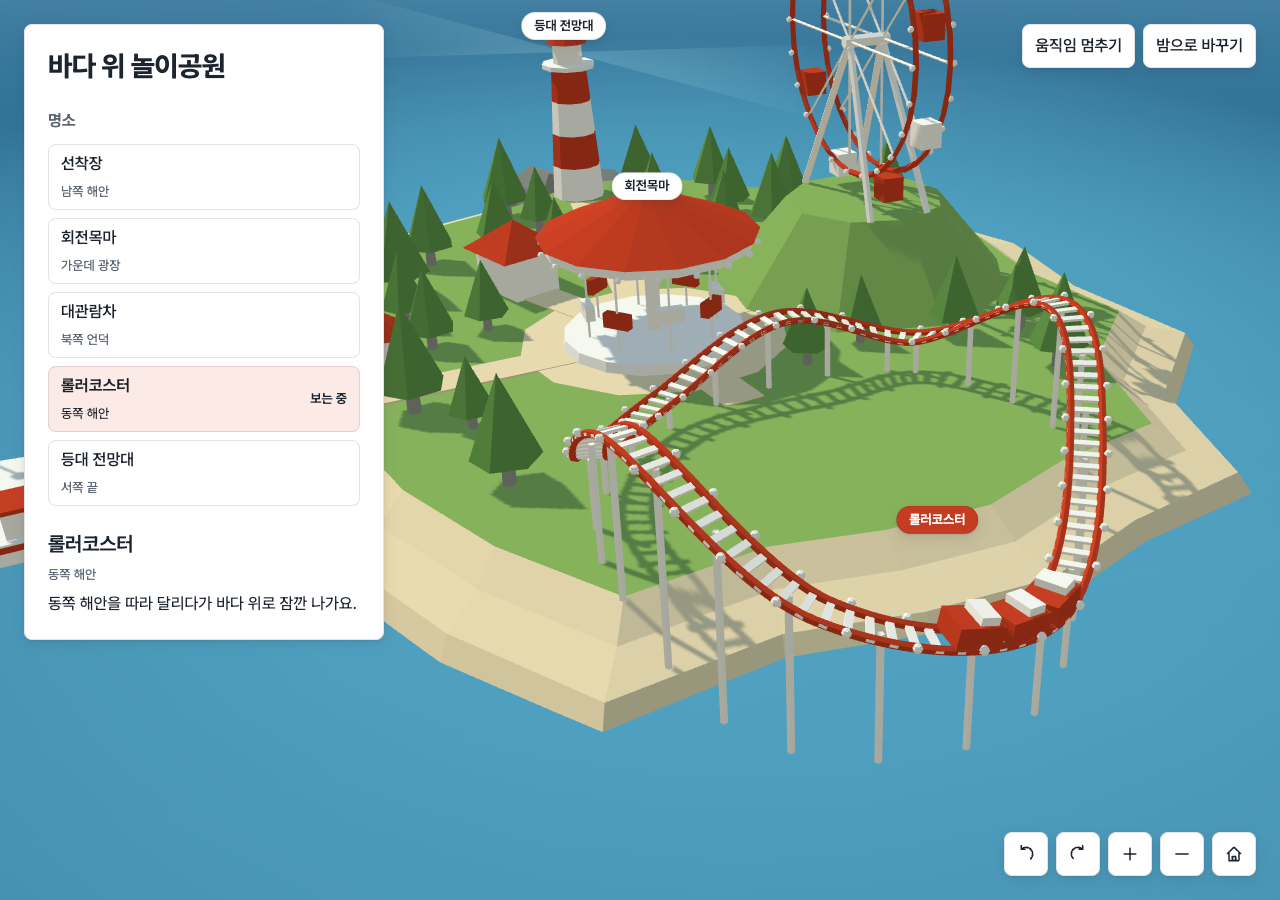 바다 위 놀이공원
명소
선착장
남쪽 해안
회전목마
가운데 광장
대관람차
북쪽 언덕
롤러코스터
동쪽 해안
보는 중
등대 전망대
서쪽 끝
롤러코스터
동쪽 해안
동쪽 해안을 따라 달리다가 바다 위로 잠깐 나가요.
등대 전망대
회전목마
롤러코스터
움직임 멈추기
밤으로 바꾸기